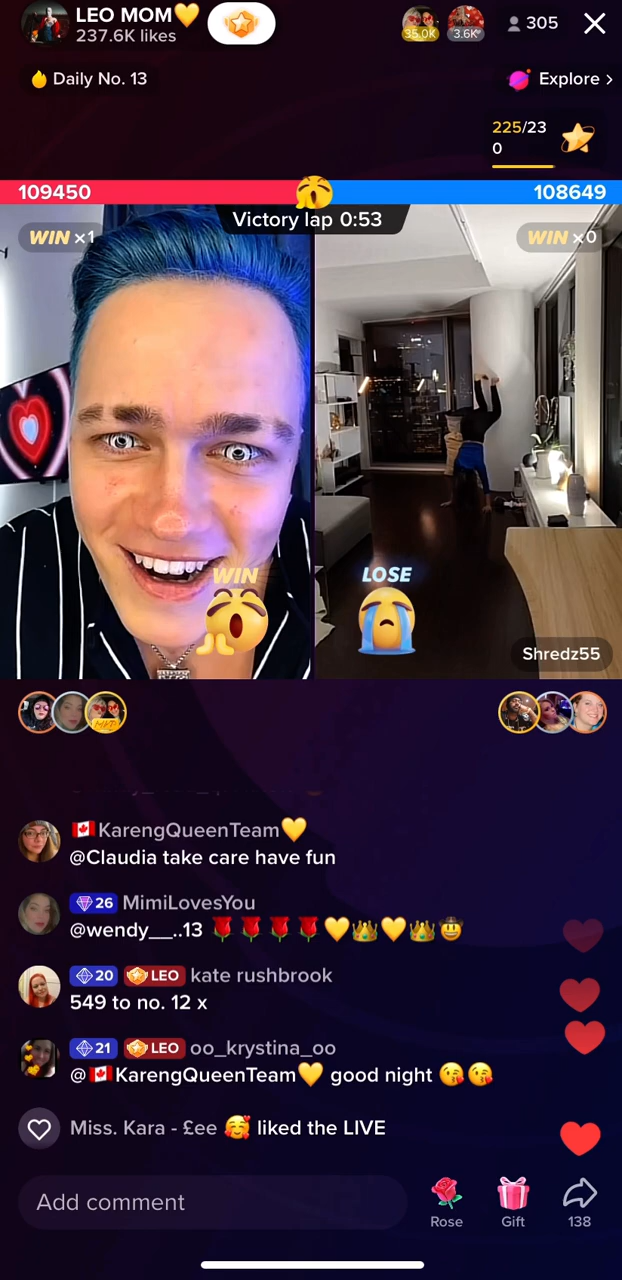 LEO MOM💛
237.6K likes
35.0K
3.6K
305
Daily No. 13
Explore >
225/23
0
109450
108649
Victory lap 0:53
WIN x1
WIN x0
WIN
LOSE
Shredz55
🇨🇦KarengQueenTeam💛
@Claudia take care have fun
26 MimiLovesYou
@wendy__..13 🌹🌹🌹🌹💛👑💛👑🤠
20 LEO kate rushbrook
549 to no. 12 x
21 LEO oo_krystina_oo
@🇨🇦KarengQueenTeam💛 good night 😘😘
Miss. Kara - £ee 🥰 liked the LIVE
Add comment
Rose
Gift
138